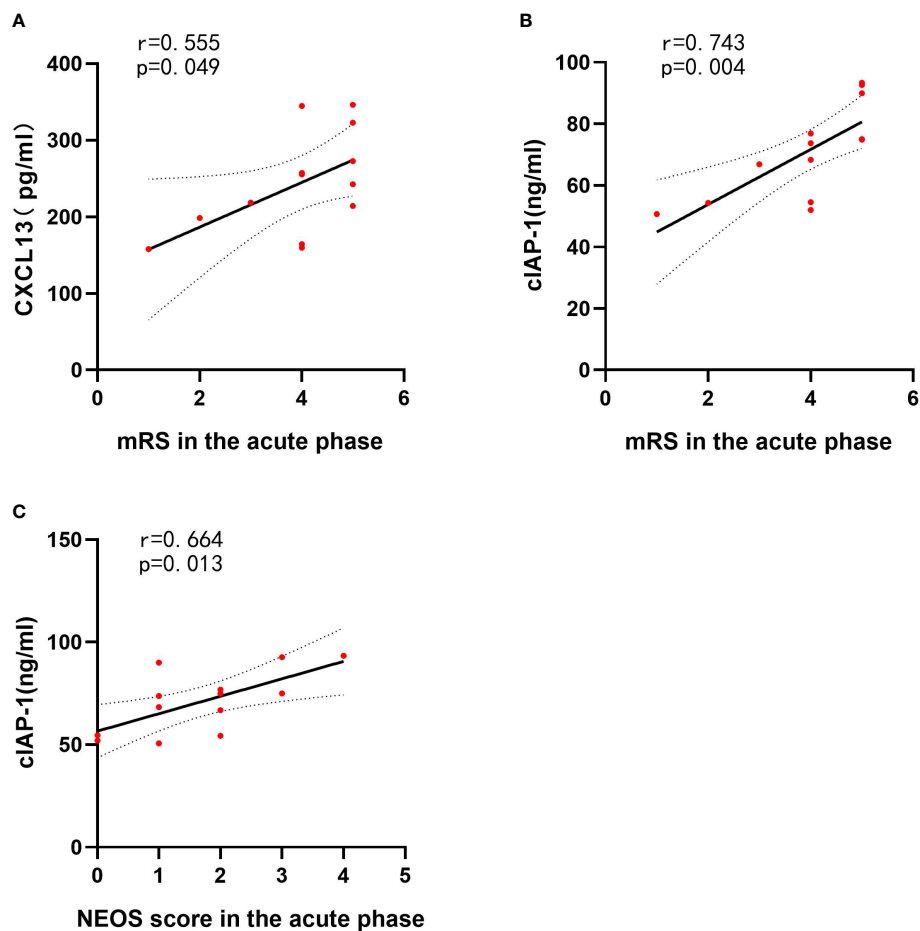 A
r=0.555
p=0.049
400
300
200
100
0
CXCL13( pg/ml)
0 2 4 6
mRS in the acute phase
B
r=0.743
p=0.004
100
80
60
40
20
0
cIAP-1(ng/ml)
0 2 4 6
mRS in the acute phase
C
r=0.664
p=0.013
150
100
50
0
cIAP-1(ng/ml)
0 1 2 3 4 5
NEOS score in the acute phase